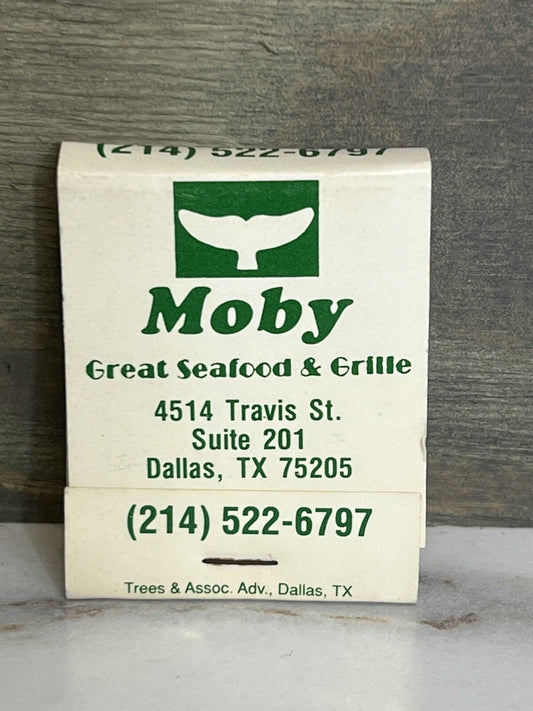 (214) 522-6797
Moby
Great Seafood & Grille
4514 Travis St.
Suite 201
Dallas, TX 75205
(214) 522-6797
Trees & Assoc. Adv., Dallas, TX